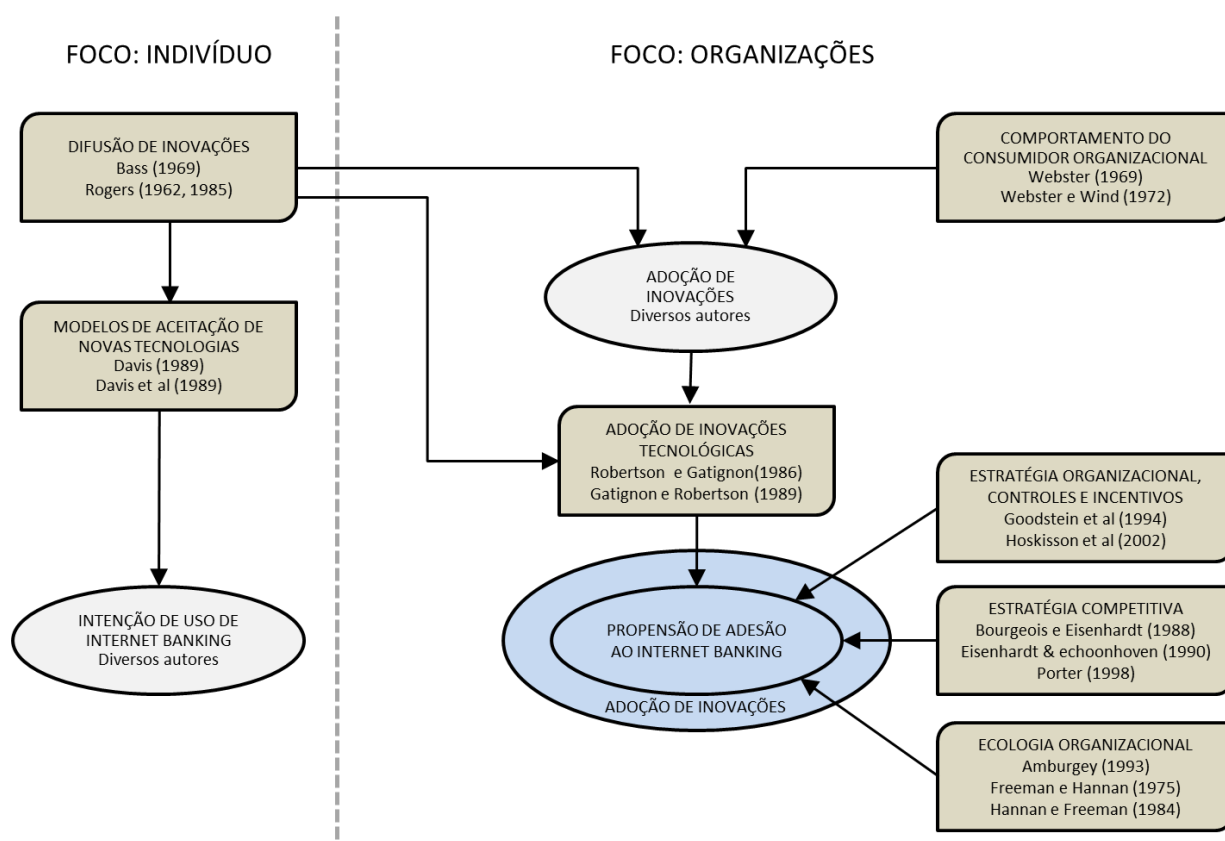 FOCO: INDIVÍDUO
DIFUSÃO DE INOVAÇÕES
Bass (1969)
Rogers (1962, 1985)
MODELOS DE ACEITAÇÃO DE
NOVAS TECNOLOGIAS
Davis (1989)
Davis et al (1989)
INTENÇÃO DE USO DE
INTERNET BANKING
Diversos autores
FOCO: ORGANIZAÇÕES
COMPORTAMENTO DO
CONSUMIDOR ORGANIZACIONAL
Webster (1969)
Webster e Wind (1972)
ADOÇÃO DE
INOVAÇÕES
Diversos autores
ADOÇÃO DE INOVAÇÕES
TECNOLÓGICAS
Robertson e Gatignon(1986)
Gatignon e Robertson (1989)
ESTRATÉGIA ORGANIZACIONAL,
CONTROLES E INCENTIVOS
Goodstein et al (1994)
Hoskisson et al (2002)
PROPENSÃO DE ADESÃO
AO INTERNET BANKING
ADOÇÃO DE INOVAÇÕES
ESTRATÉGIA COMPETITIVA
Bourgeois e Eisenhardt (1988)
Eisenhardt & echoonhoven (1990)
Porter (1998)
ECOLOGIA ORGANIZACIONAL
Amburgey (1993)
Freeman e Hannan (1975)
Hannan e Freeman (1984)